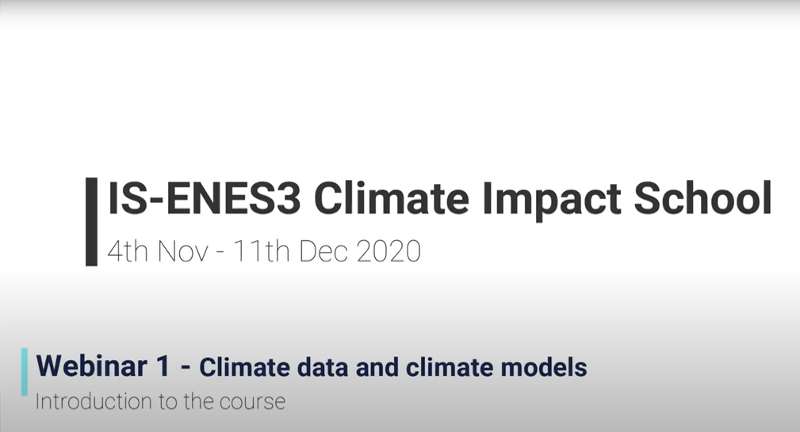 IS-ENES3 Climate Impact School
4th Nov - 11th Dec 2020
Webinar 1 - Climate data and climate models
Introduction to the course